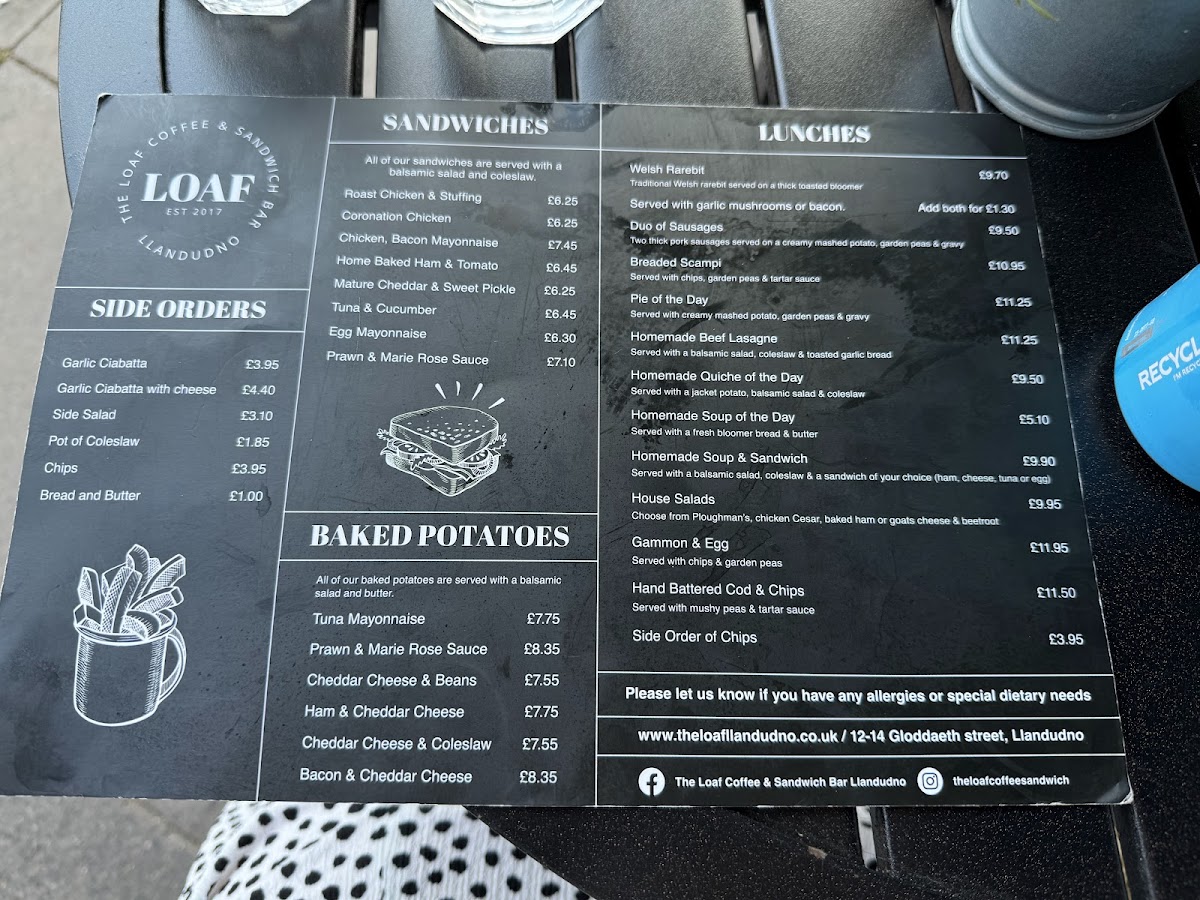 THE LOAF COFFEE & SANDWICH BAR
LOAF
EST 2017
LLANDUDNO
SIDE ORDERS
Garlic Ciabatta £3.95
Garlic Ciabatta with cheese £4.40
Side Salad £3.10
Pot of Coleslaw £1.85
Chips £3.95
Bread and Butter £1.00
SANDWICHES
All of our sandwiches are served with a
balsamic salad and coleslaw.
Roast Chicken & Stuffing £6.25
Coronation Chicken £6.25
Chicken, Bacon Mayonnaise £7.45
Home Baked Ham & Tomato £6.45
Mature Cheddar & Sweet Pickle £6.25
Tuna & Cucumber £6.45
Egg Mayonnaise £6.30
Prawn & Marie Rose Sauce £7.10
BAKED POTATOES
All of our baked potatoes are served with a balsamic
salad and butter.
Tuna Mayonnaise £7.75
Prawn & Marie Rose Sauce £8.35
Cheddar Cheese & Beans £7.55
Ham & Cheddar Cheese £7.75
Cheddar Cheese & Coleslaw £7.55
Bacon & Cheddar Cheese £8.35
LUNCHES
Welsh Rarebit £9.70
Traditional Welsh rarebit served on a thick toasted bloomer
Served with garlic mushrooms or bacon. Add both for £1.30
Duo of Sausages £9.50
Two thick pork sausages served on a creamy mashed potato, garden peas & gravy
Breaded Scampi £10.95
Served with chips, garden peas & tartar sauce
Pie of the Day £11.25
Served with creamy mashed potato, garden peas & gravy
Homemade Beef Lasagne £11.25
Served with a balsamic salad, coleslaw & toasted garlic bread
Homemade Quiche of the Day £9.50
Served with a jacket potato, balsamic salad & coleslaw
Homemade Soup of the Day £5.10
Served with a fresh bloomer bread & butter
Homemade Soup & Sandwich £9.90
Served with a balsamic salad, coleslaw & a sandwich of your choice (ham, cheese, tuna or egg)
House Salads £9.95
Choose from Ploughman's, chicken Cesar, baked ham or goats cheese & beetroot
Gammon & Egg £11.95
Served with chips & garden peas
Hand Battered Cod & Chips £11.50
Served with mushy peas & tartar sauce
Side Order of Chips £3.95
Please let us know if you have any allergies or special dietary needs
www.theloafllandudno.co.uk / 12-14 Gloddaeth street, Llandudno
The Loaf Coffee & Sandwich Bar Llandudno theloafcoffeesandwich